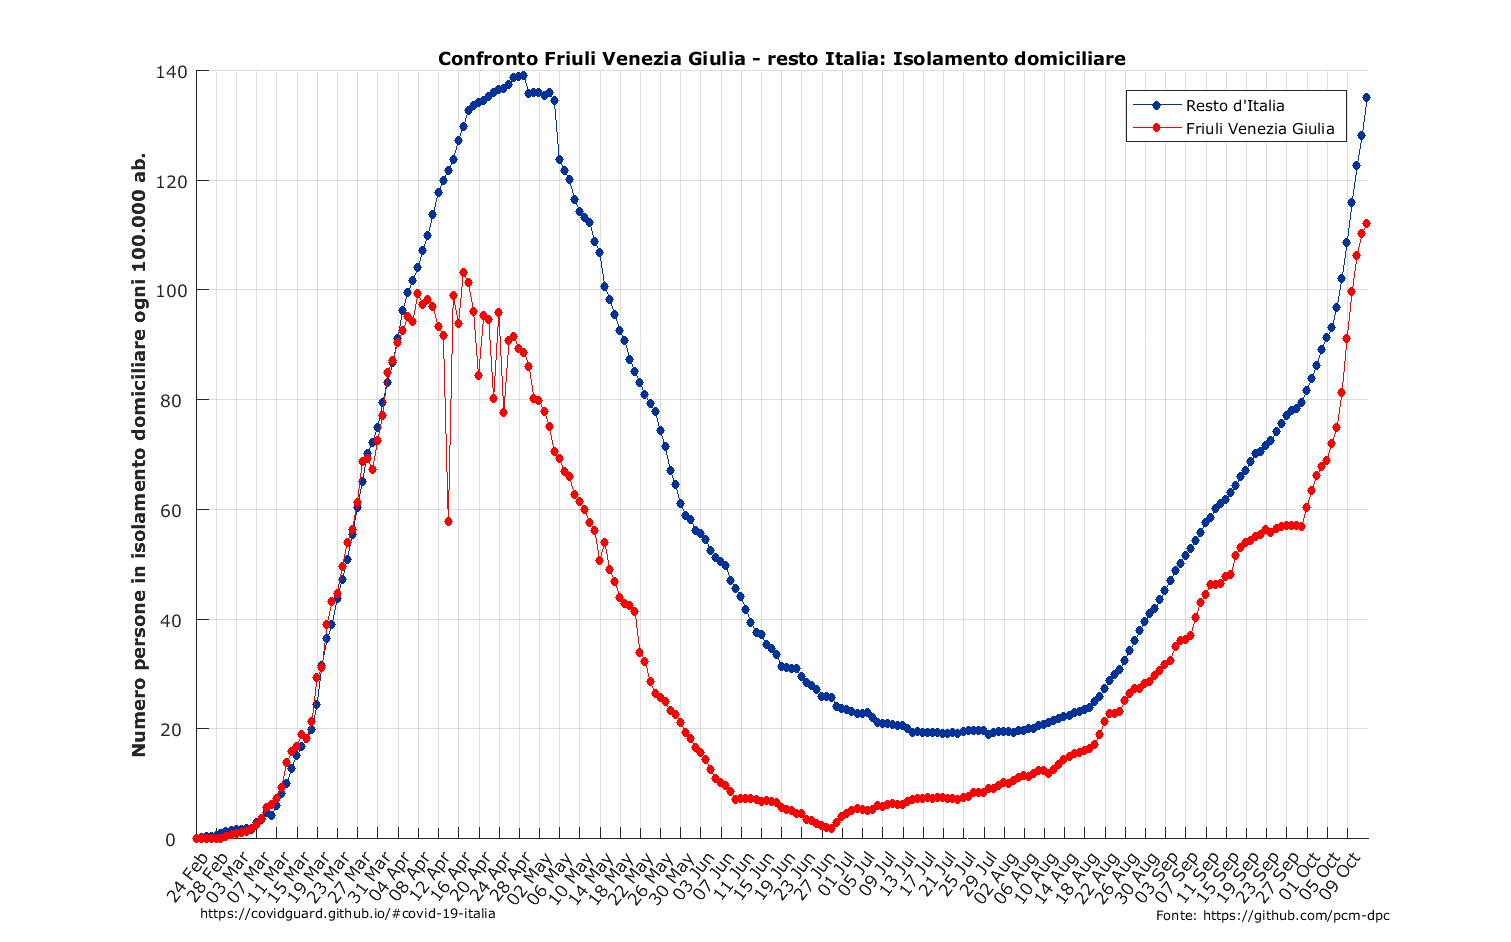 Confronto Friuli Venezia Giulia - resto Italia: Isolamento domiciliare
Numero persone in isolamento domiciliare ogni 100.000 ab.
140
120
100
80
60
40
20
0
Resto d'Italia
Friuli Venezia Giulia
24 Feb
28 Feb
03 Mar
07 Mar
11 Mar
15 Mar
19 Mar
23 Mar
27 Mar
31 Mar
04 Apr
08 Apr
12 Apr
16 Apr
20 Apr
24 Apr
28 Apr
02 May
06 May
10 May
14 May
18 May
22 May
26 May
30 May
03 Jun
07 Jun
11 Jun
15 Jun
19 Jun
23 Jun
27 Jun
01 Jul
05 Jul
09 Jul
13 Jul
17 Jul
21 Jul
25 Jul
29 Jul
02 Aug
06 Aug
10 Aug
14 Aug
18 Aug
22 Aug
26 Aug
30 Aug
03 Sep
07 Sep
11 Sep
15 Sep
19 Sep
23 Sep
27 Sep
01 Oct
05 Oct
09 Oct
https://covidguard.github.io/#covid-19-italia
Fonte: https://github.com/pcm-dpc